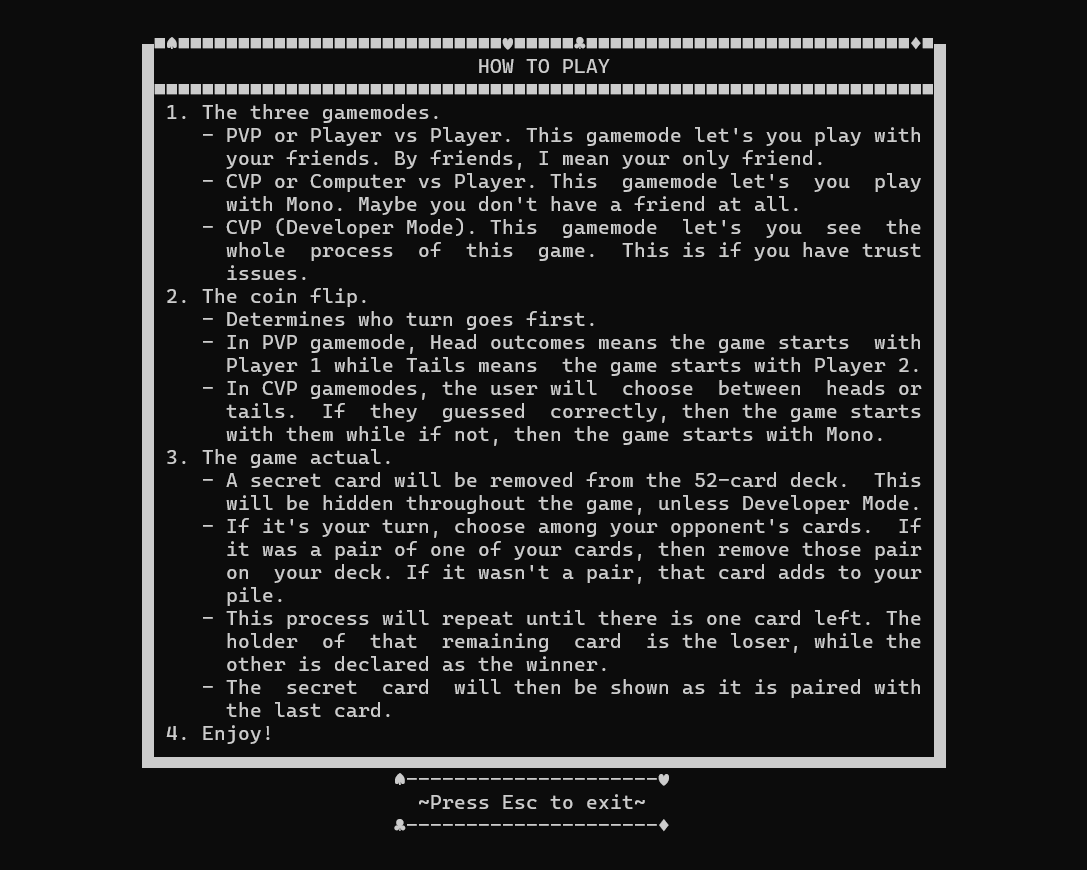 HOW TO PLAY
1. The three gamemodes.
- PVP or Player vs Player. This gamemode let's you play with
your friends. By friends, I mean your only friend.
- CVP or Computer vs Player. This  gamemode let's  you  play
with Mono. Maybe you don't have a friend at all.
- CVP (Developer Mode). This  gamemode  let's  you  see  the
whole  process  of  this  game.  This is if you have trust
issues.
2. The coin flip.
- Determines who turn goes first.
- In PVP gamemode, Head outcomes means the game starts  with
Player 1 while Tails means  the game starts with Player 2.
- In CVP gamemodes, the user will  choose  between  heads or
tails.  If  they  guessed  correctly, then the game starts
with them while if not, then the game starts with Mono.
3. The game actual.
- A secret card will be removed from the 52-card deck.  This
will be hidden throughout the game, unless Developer Mode.
- If it's your turn, choose among your opponent's cards.  If
it was a pair of one of your cards, then remove those pair
on  your deck. If it wasn't a pair, that card adds to your
pile.
- This process will repeat until there is one card left. The
holder  of  that  remaining  card  is the loser, while the
other is declared as the winner.
- The  secret  card  will then be shown as it is paired with
the last card.
4. Enjoy!
~Press Esc to exit~